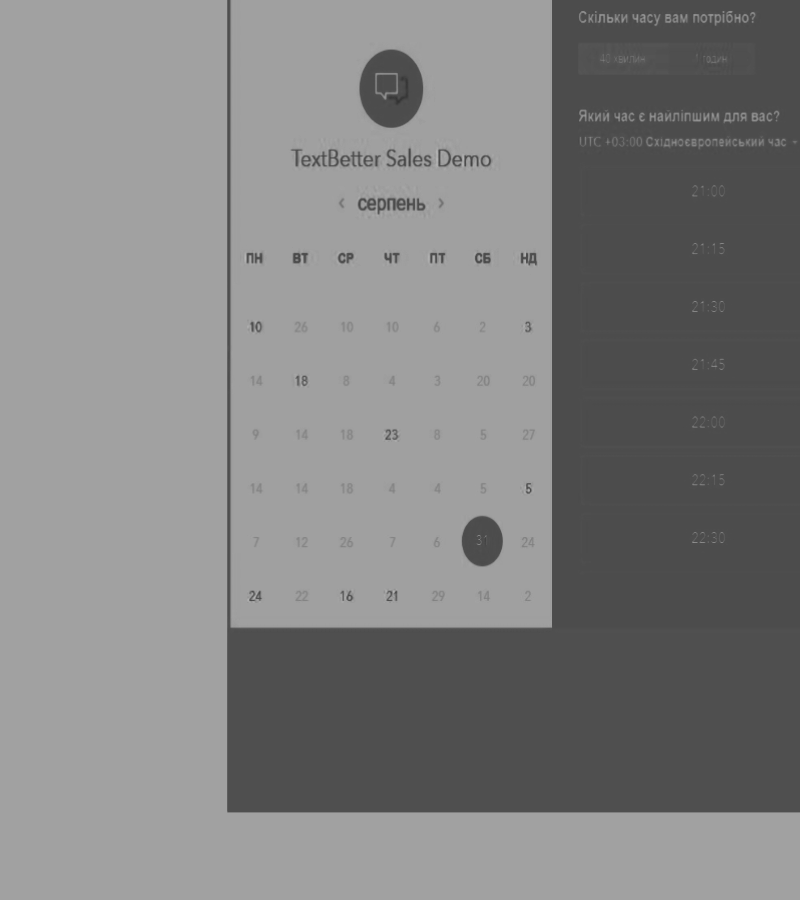 TextBetter Sales Demo
‹ серпень ›
ПН ВТ СР ЧТ ПТ СБ НД
10 26 10 10 6 2 3
14 18 8 4 3 20 20
9 14 18 23 8 5 27
14 14 18 4 4 5 5
7 12 26 7 6 31 24
24 22 16 21 29 14 2
Скільки часу вам потрібно?
40 хвилин 1 годин
Який час є найліпшим для вас?
UTC +03:00 Східноєвропейський час
21:00
21:15
21:30
21:45
22:00
22:15
22:30